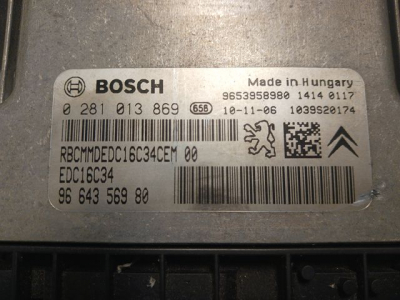 BOSCH
Made in Hungary
9653958980 1414 0117
0 281 013 869 658
10-11-06 1039S20174
RBCMMDEDC16C34CEM 00
EDC16C34
96 643 569 80